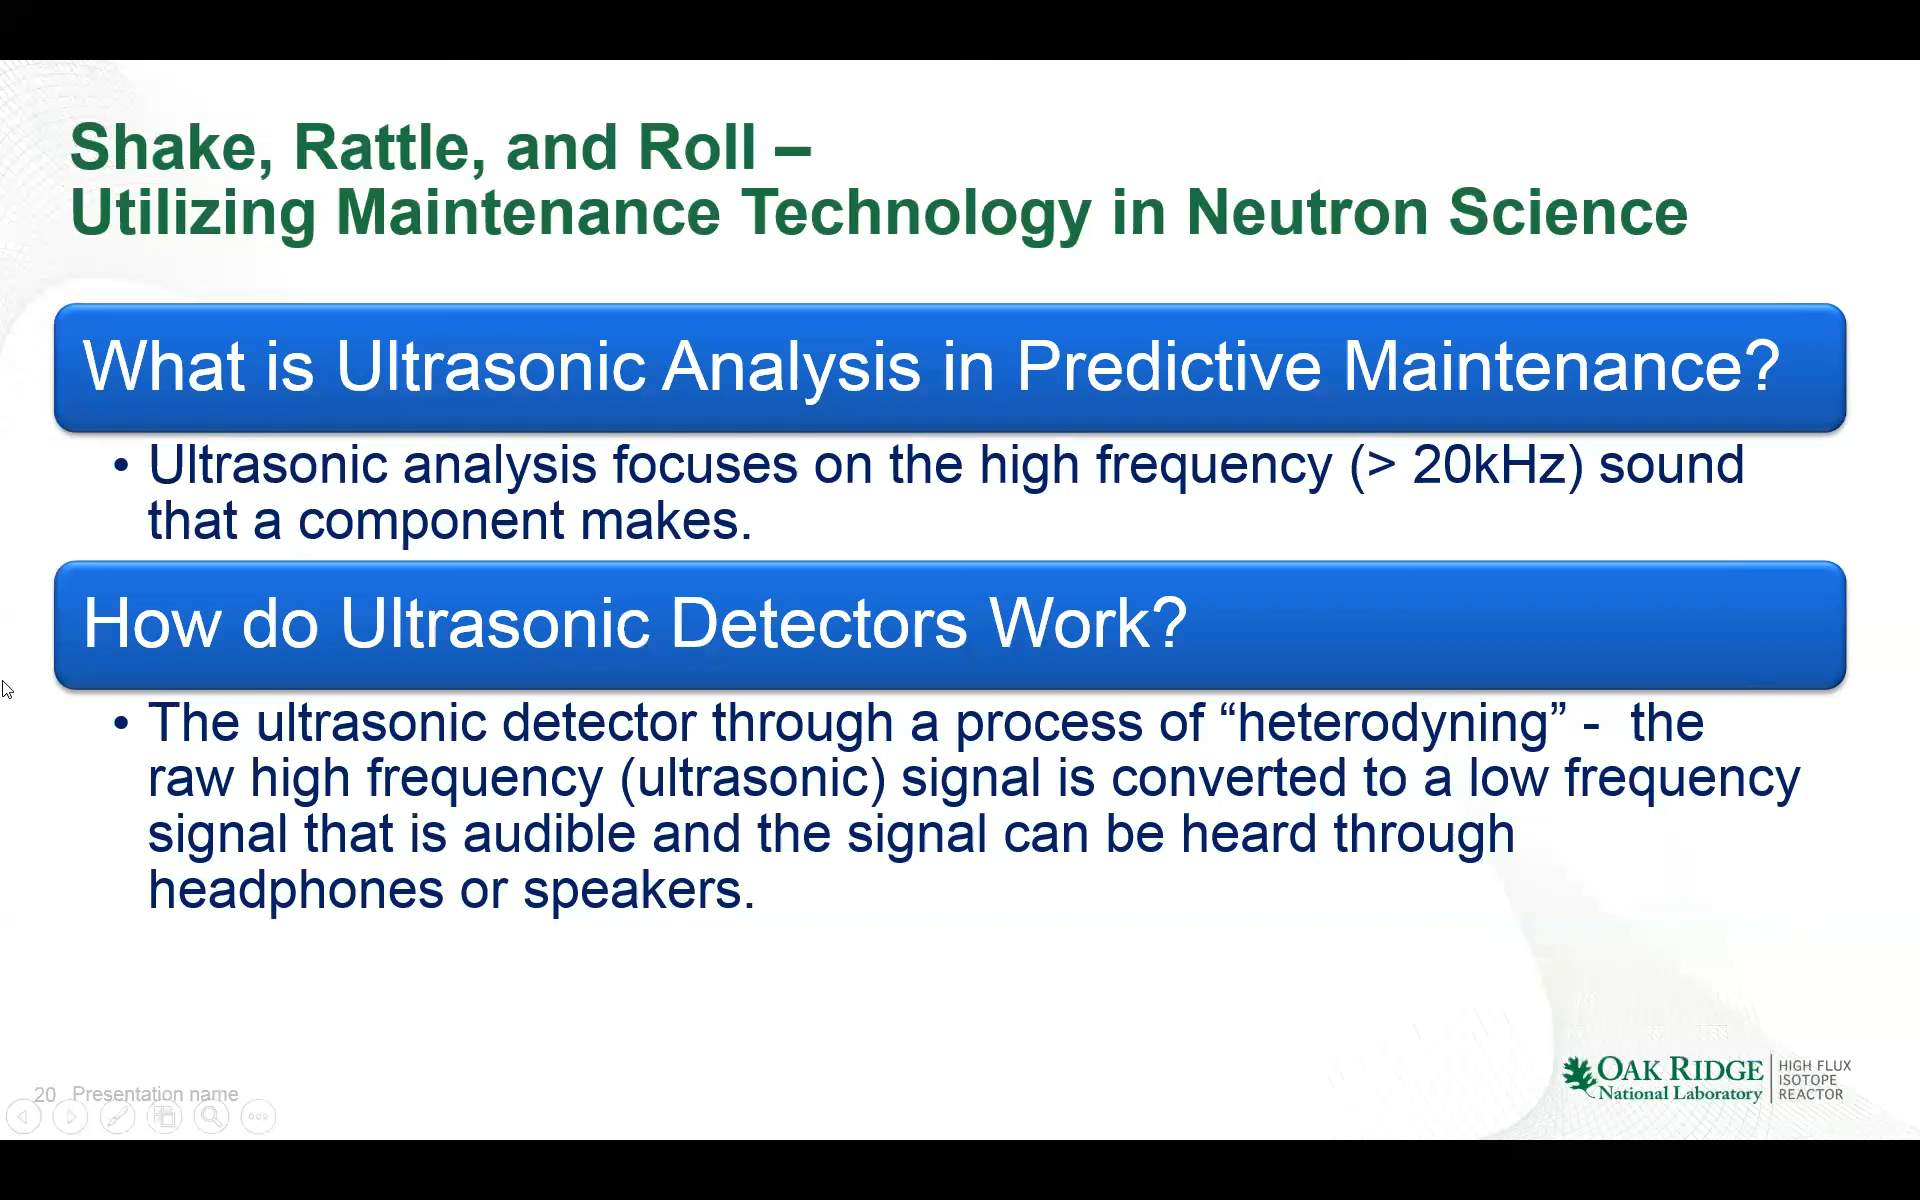 Shake, Rattle, and Roll –
Utilizing Maintenance Technology in Neutron Science
What is Ultrasonic Analysis in Predictive Maintenance?
• Ultrasonic analysis focuses on the high frequency (> 20kHz) sound
that a component makes.
How do Ultrasonic Detectors Work?
• The ultrasonic detector through a process of “heterodyning” -  the
raw high frequency (ultrasonic) signal is converted to a low frequency
signal that is audible and the signal can be heard through
headphones or speakers.
20 Presentation name
OAK RIDGE
National Laboratory
HIGH FLUX
ISOTOPE
REACTOR